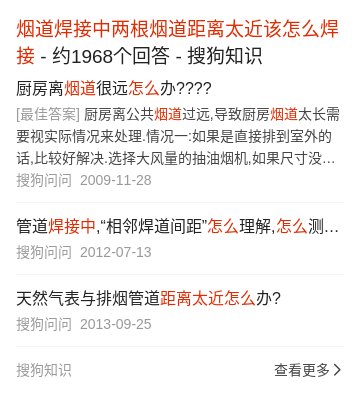 烟道焊接中两根烟道距离太近该怎么焊
接 - 约1968个回答 - 搜狗知识
厨房离烟道很远怎么办????
[最佳答案] 厨房离公共烟道过远,导致厨房烟道太长需
要视实际情况来处理.情况一:如果是直接排到室外的
话,比较好解决.选择大风量的抽油烟机,如果尺寸没...
搜狗问问 2009-11-28
管道焊接中,“相邻焊道间距”怎么理解,怎么测...
搜狗问问 2012-07-13
天然气表与排烟管道距离太近怎么办?
搜狗问问 2013-09-25
搜狗知识 查看更多